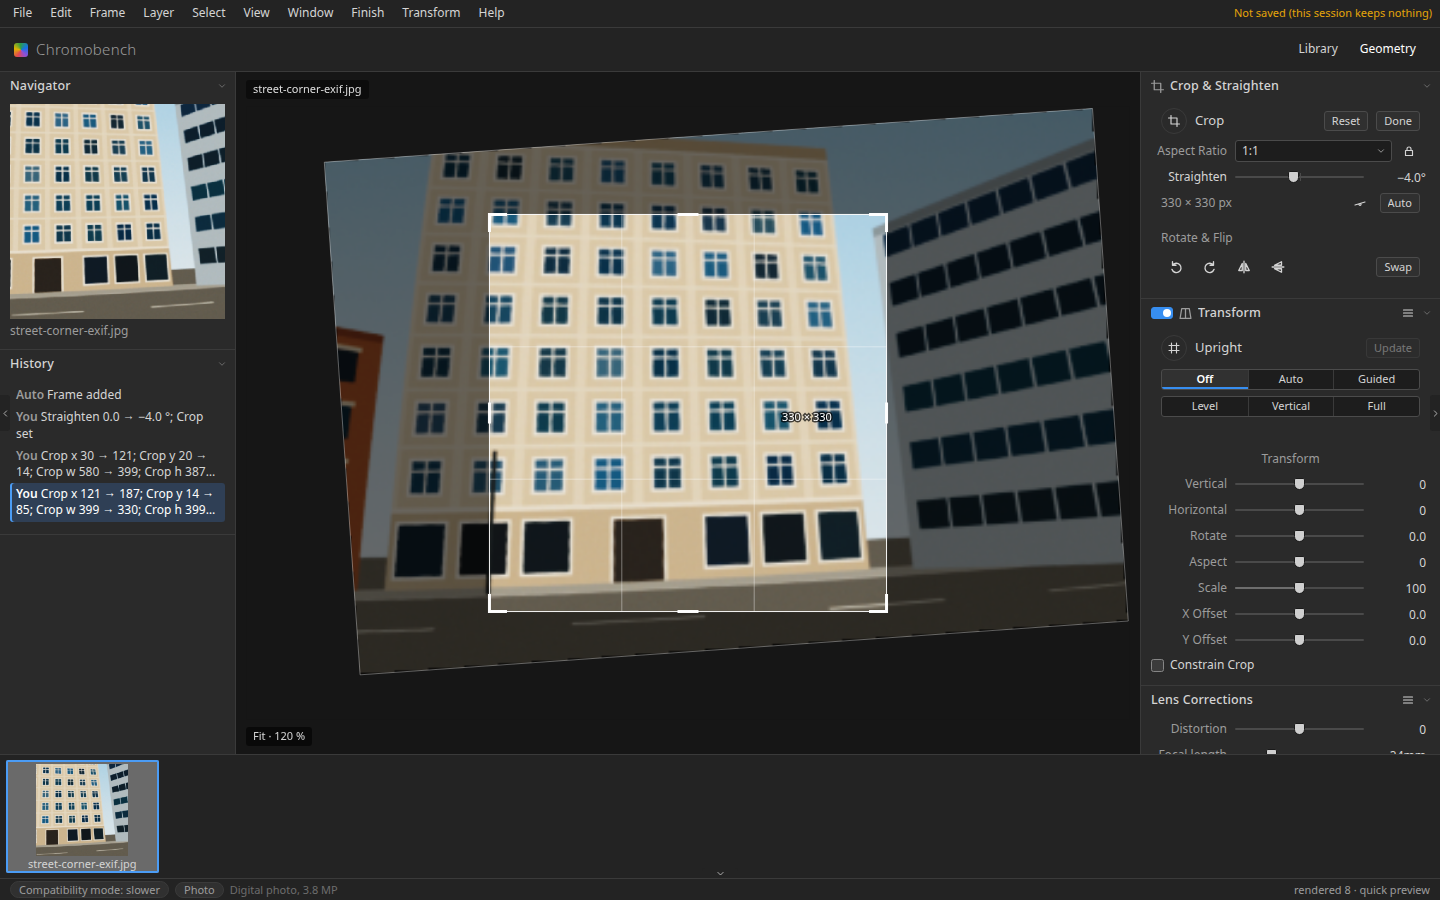 File Edit Frame Layer Select View Window Finish Transform Help
Not saved (this session keeps nothing)
Chromobench
Library Geometry
Navigator
street-corner-exif.jpg
History
Auto Frame added
You Straighten 0.0 → −4.0 °; Crop
set
You Crop x 30 → 121; Crop y 20 →
14; Crop w 580 → 399; Crop h 387...
You Crop x 121 → 187; Crop y 14 →
85; Crop w 399 → 330; Crop h 399...
street-corner-exif.jpg
330 × 330
Fit · 120 %
Crop & Straighten
Crop Reset Done
Aspect Ratio 1:1
Straighten −4.0°
330 × 330 px Auto
Rotate & Flip
Swap
Transform
Upright Update
Off Auto Guided
Level Vertical Full
Transform
Vertical 0
Horizontal 0
Rotate 0.0
Aspect 0
Scale 100
X Offset 0.0
Y Offset 0.0
Constrain Crop
Lens Corrections
Distortion 0
Focal length 24mm
street-corner-exif.jpg
Compatibility mode: slower Photo Digital photo, 3.8 MP
rendered 8 · quick preview